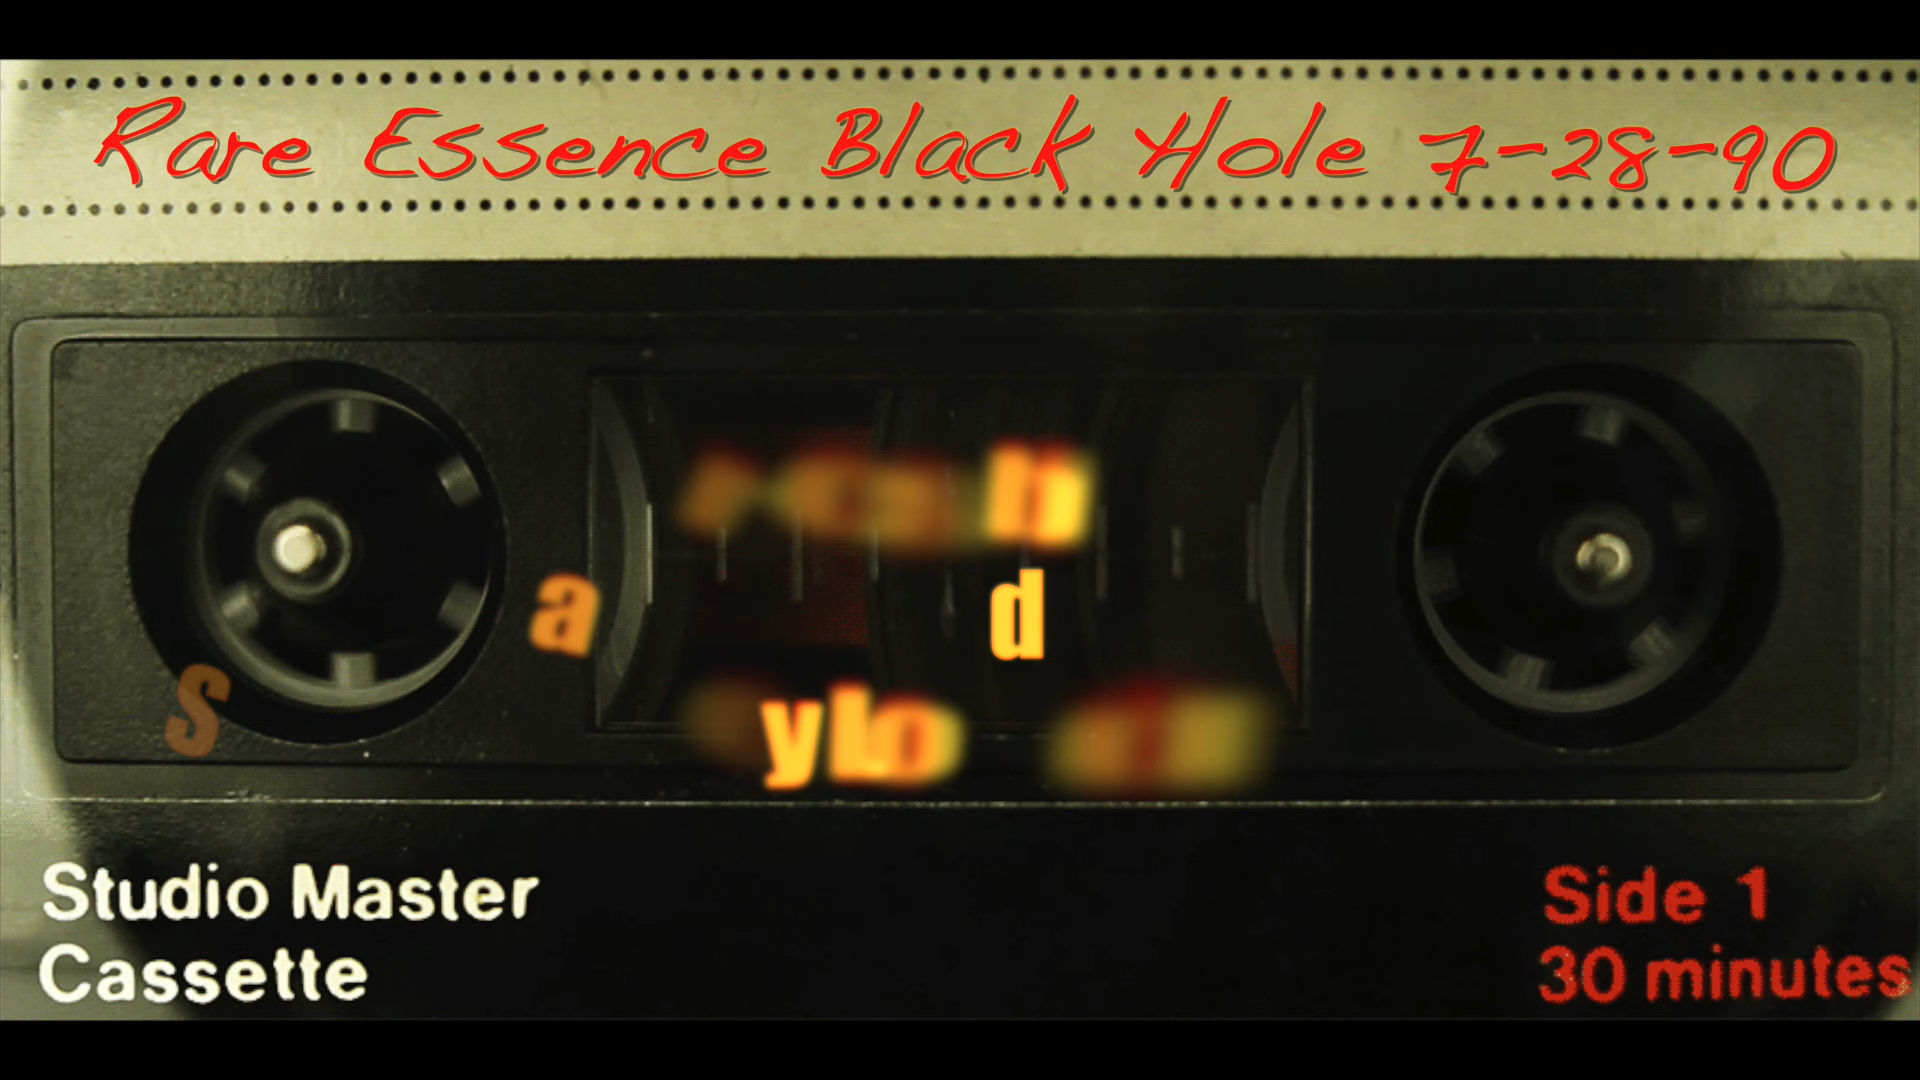 Rare Essence Black Hole 7-28-90
Studio Master
Cassette
Side 1
30 minutes